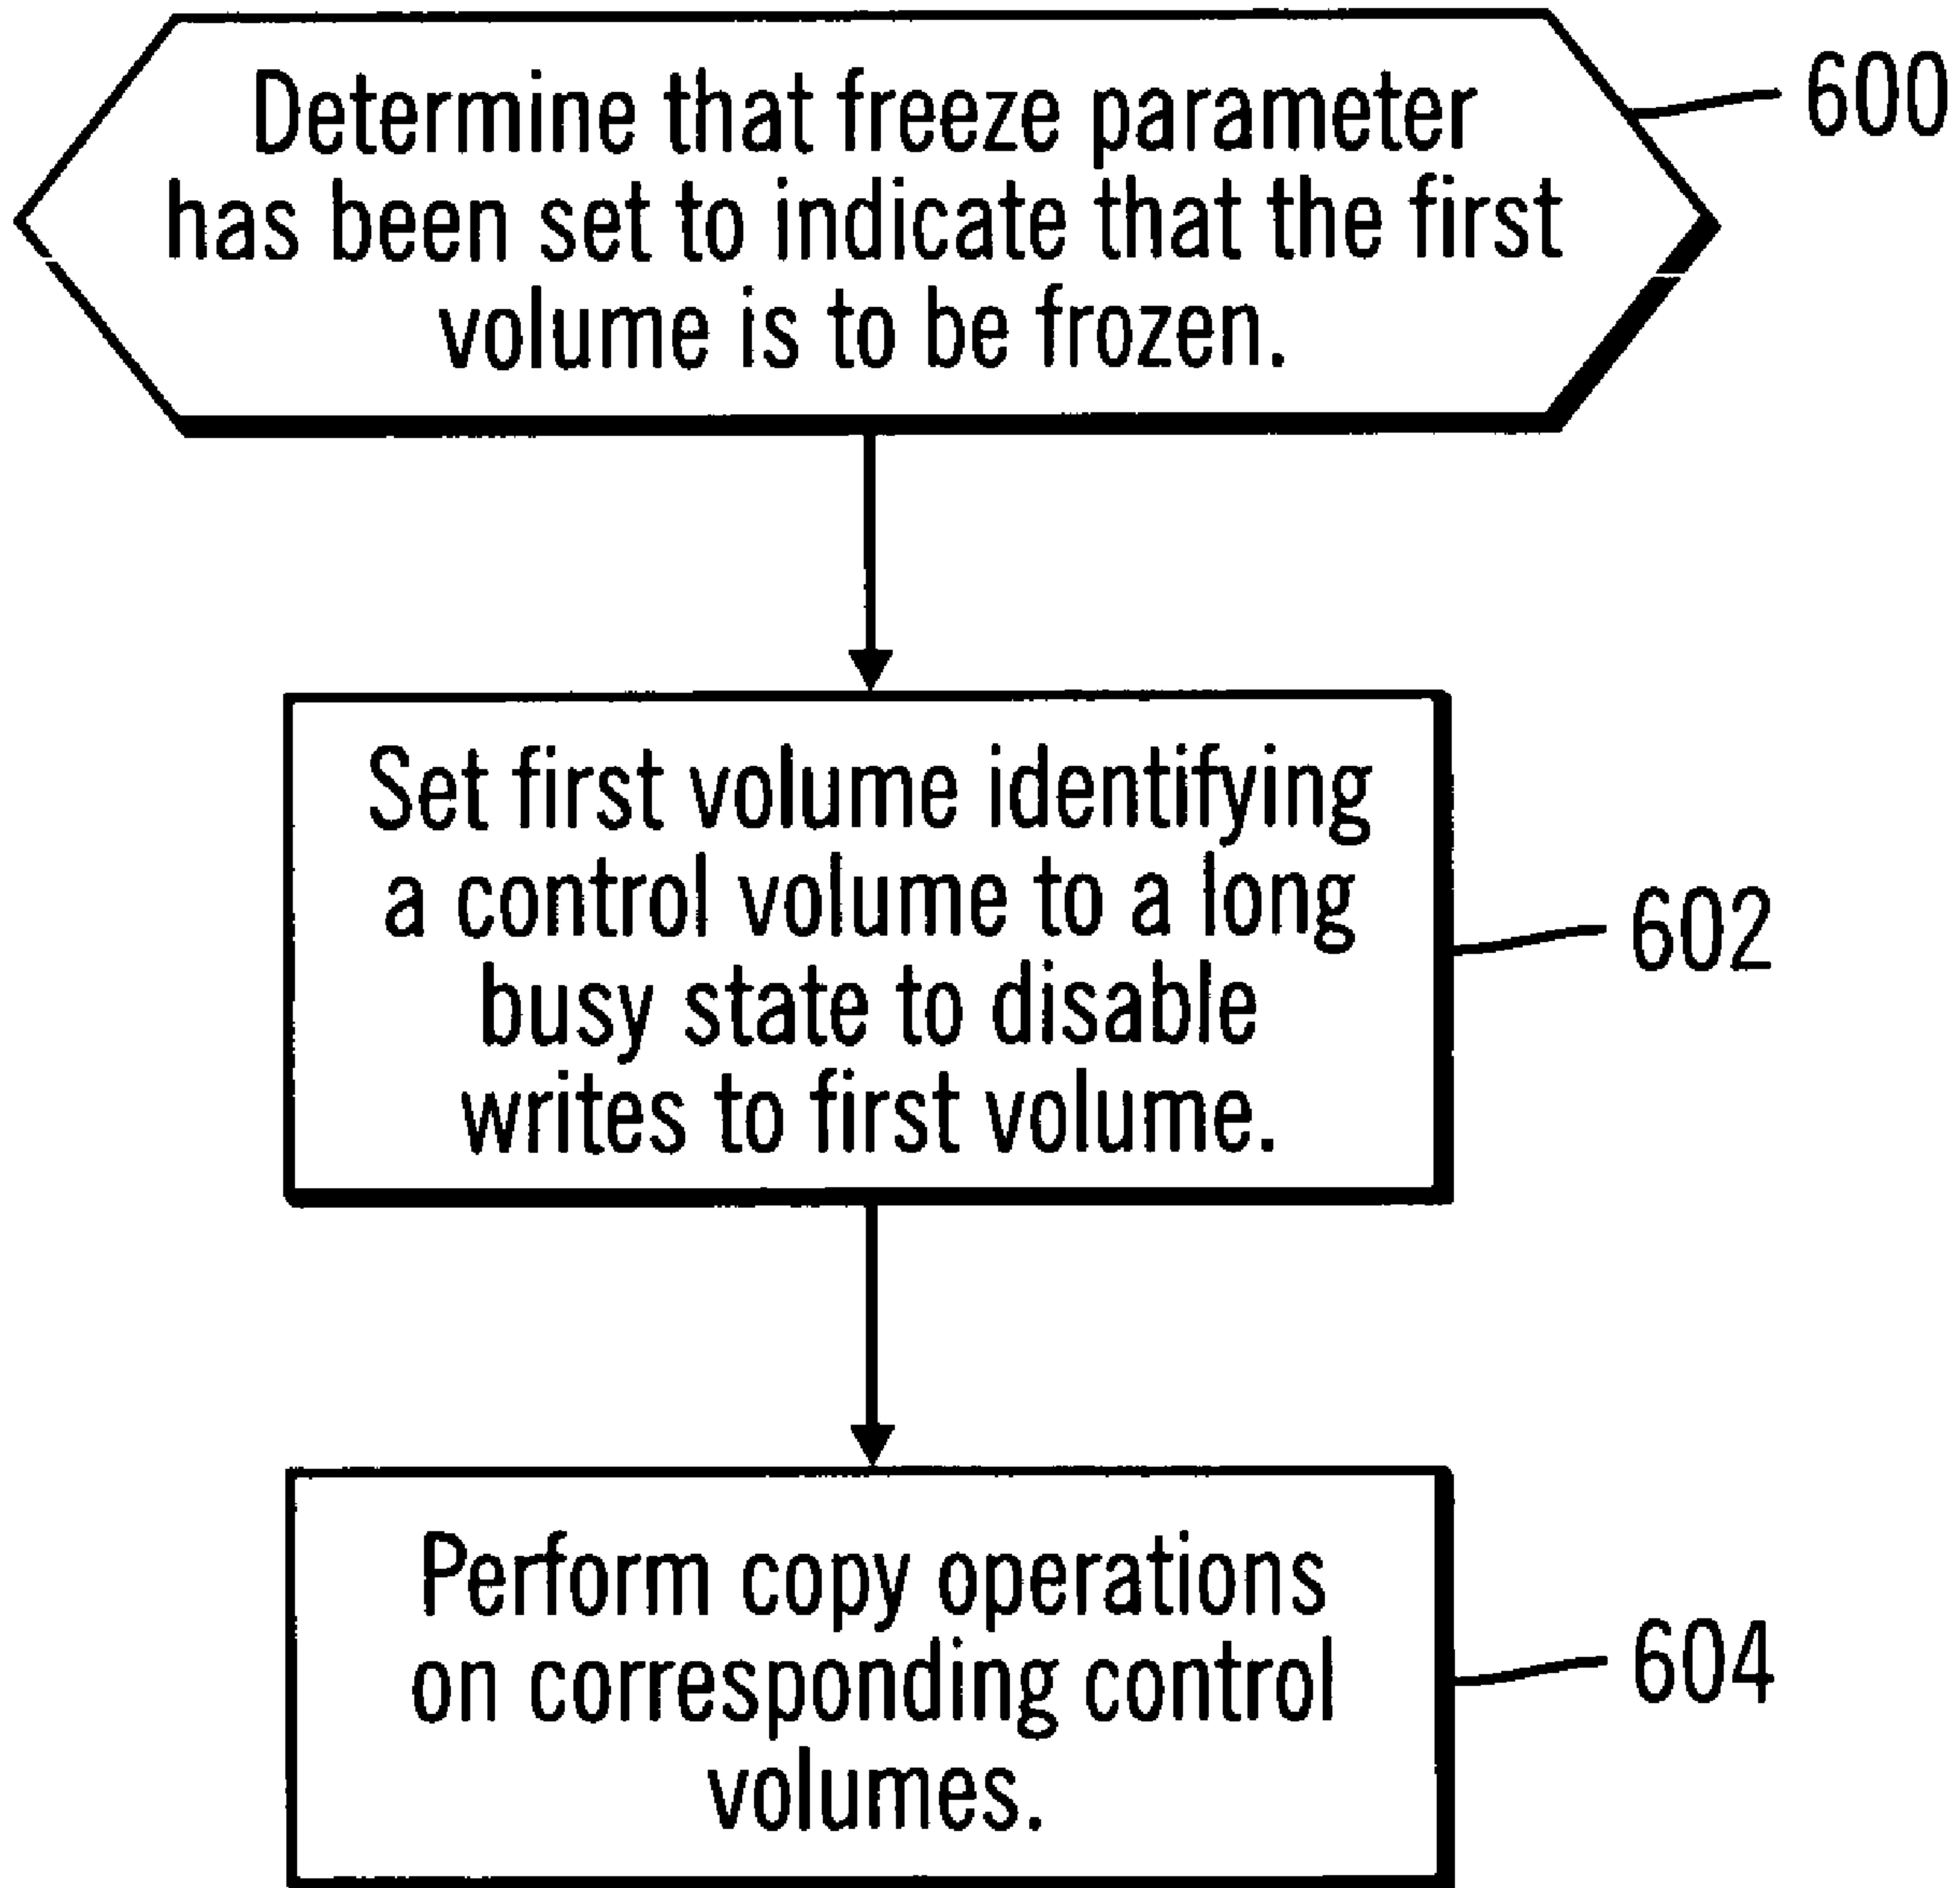 Determine that freeze parameter
has been set to indicate that the first
volume is to be frozen.
600
Set first volume identifying
a control volume to a long
busy state to disable
writes to first volume.
602
Perform copy operations
on corresponding control
volumes.
604